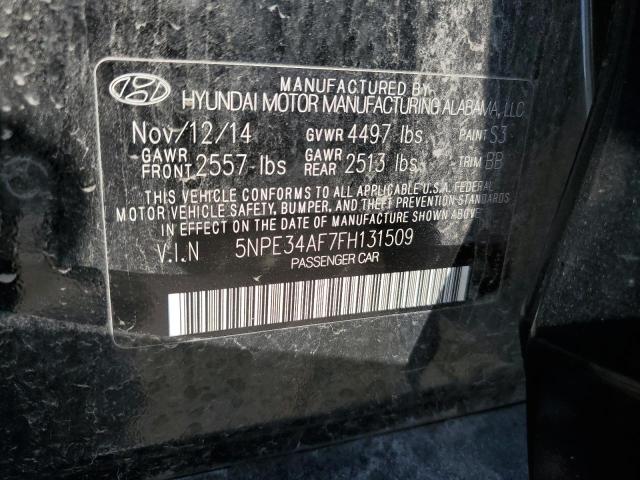 MANUFACTURED BY
HYUNDAI MOTOR MANUFACTURING ALABAMA, LLC
Nov/12/14 GVWR 4497 lbs PAINT S3
GAWR FRONT 2557 lbs GAWR REAR 2513 lbs TRIM BB
THIS VEHICLE CONFORMS TO ALL APPLICABLE U.S.A. FEDERAL
MOTOR VEHICLE SAFETY, BUMPER, AND THEFT PREVENTION STANDARDS
IN EFFECT ON THE DATE OF MANUFACTURE SHOWN ABOVE.
V.I.N 5NPE34AF7FH131509
PASSENGER CAR